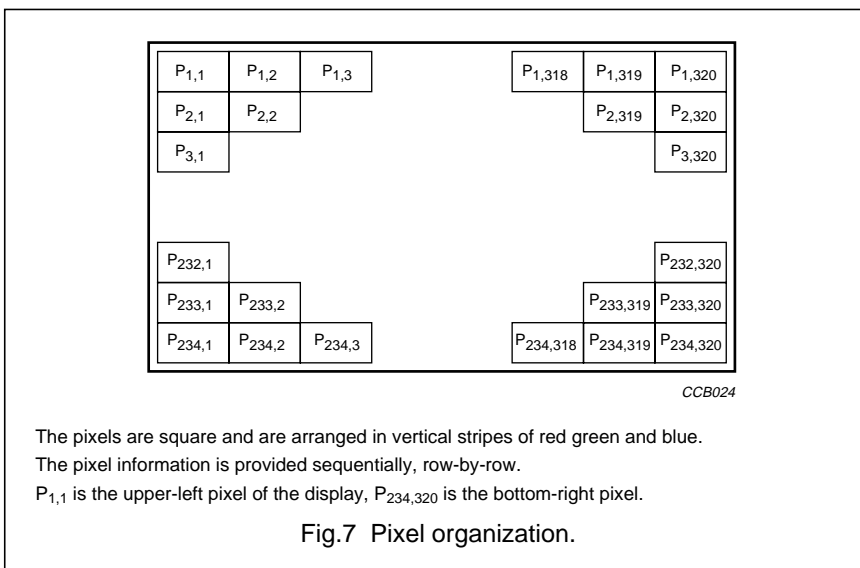 P1,1 P1,2 P1,3 P1,318 P1,319 P1,320
P2,1 P2,2 P2,319 P2,320
P3,1 P3,320
P232,1 P232,320
P233,1 P233,2 P233,319 P233,320
P234,1 P234,2 P234,3 P234,318 P234,319 P234,320
CCB024
The pixels are square and are arranged in vertical stripes of red green and blue.
The pixel information is provided sequentially, row-by-row.
P1,1 is the upper-left pixel of the display, P234,320 is the bottom-right pixel.
Fig.7 Pixel organization.